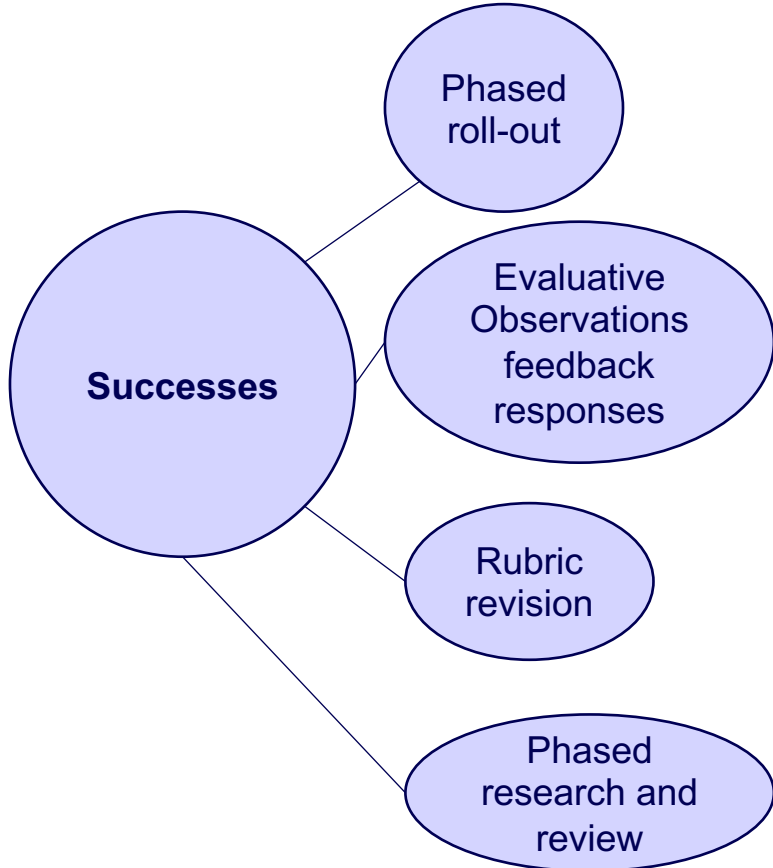 Phased
roll-out
Evaluative
Observations
feedback
responses
Successes
Rubric
revision
Phased
research and
review